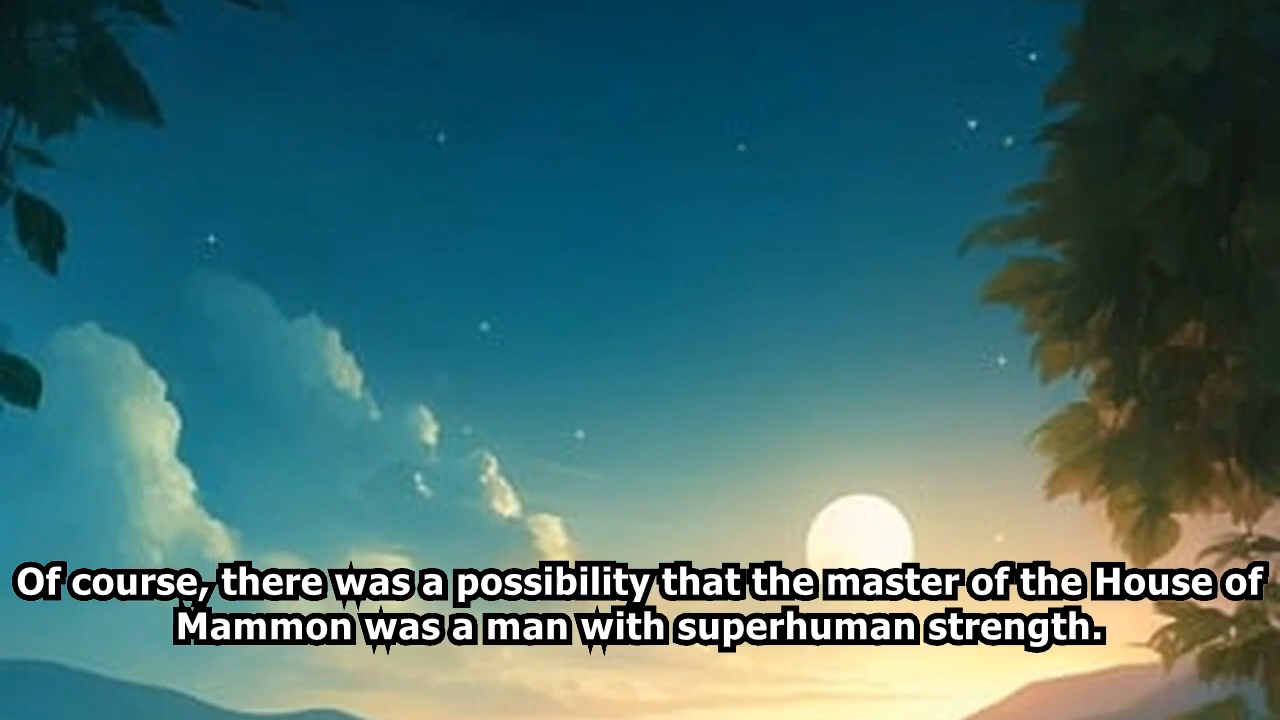 Of course, there was a possibility that the master of the House of
Mammon was a man with superhuman strength.